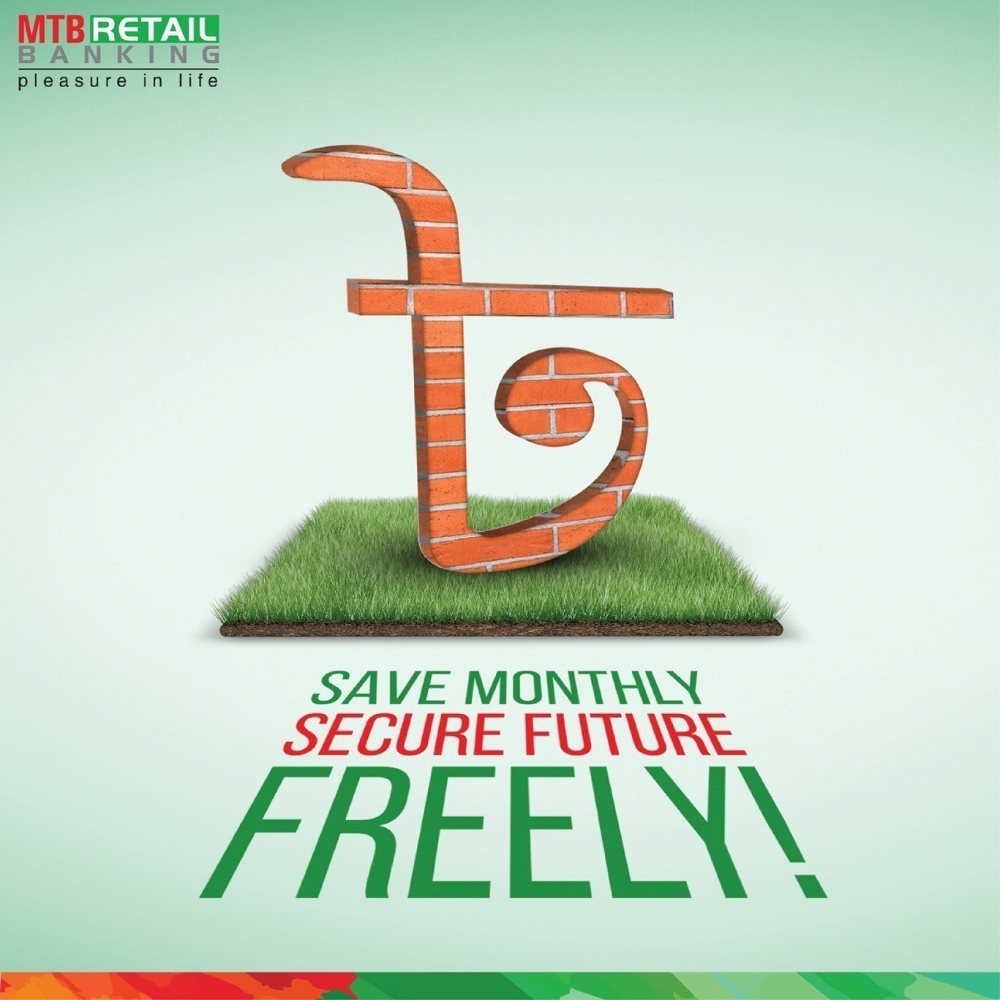 MTB RETAIL
BANKING
pleasure in life
৳
SAVE MONTHLY
SECURE FUTURE
FREELY!